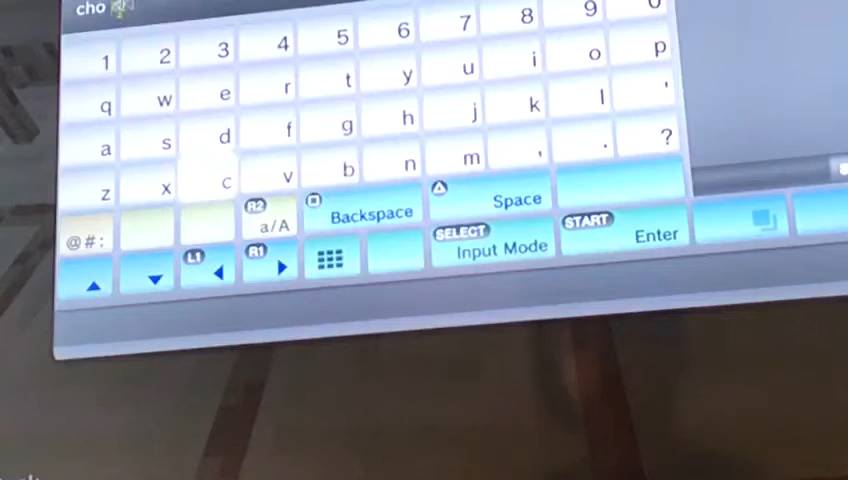 cho
1 2 3 4 5 6 7 8 9 0
q w e r t y u i o p
a s d f g h j k l '
z x c v b n m , . ?
@#: R2 a/A Backspace Space
L1 R1 SELECT Input Mode START Enter